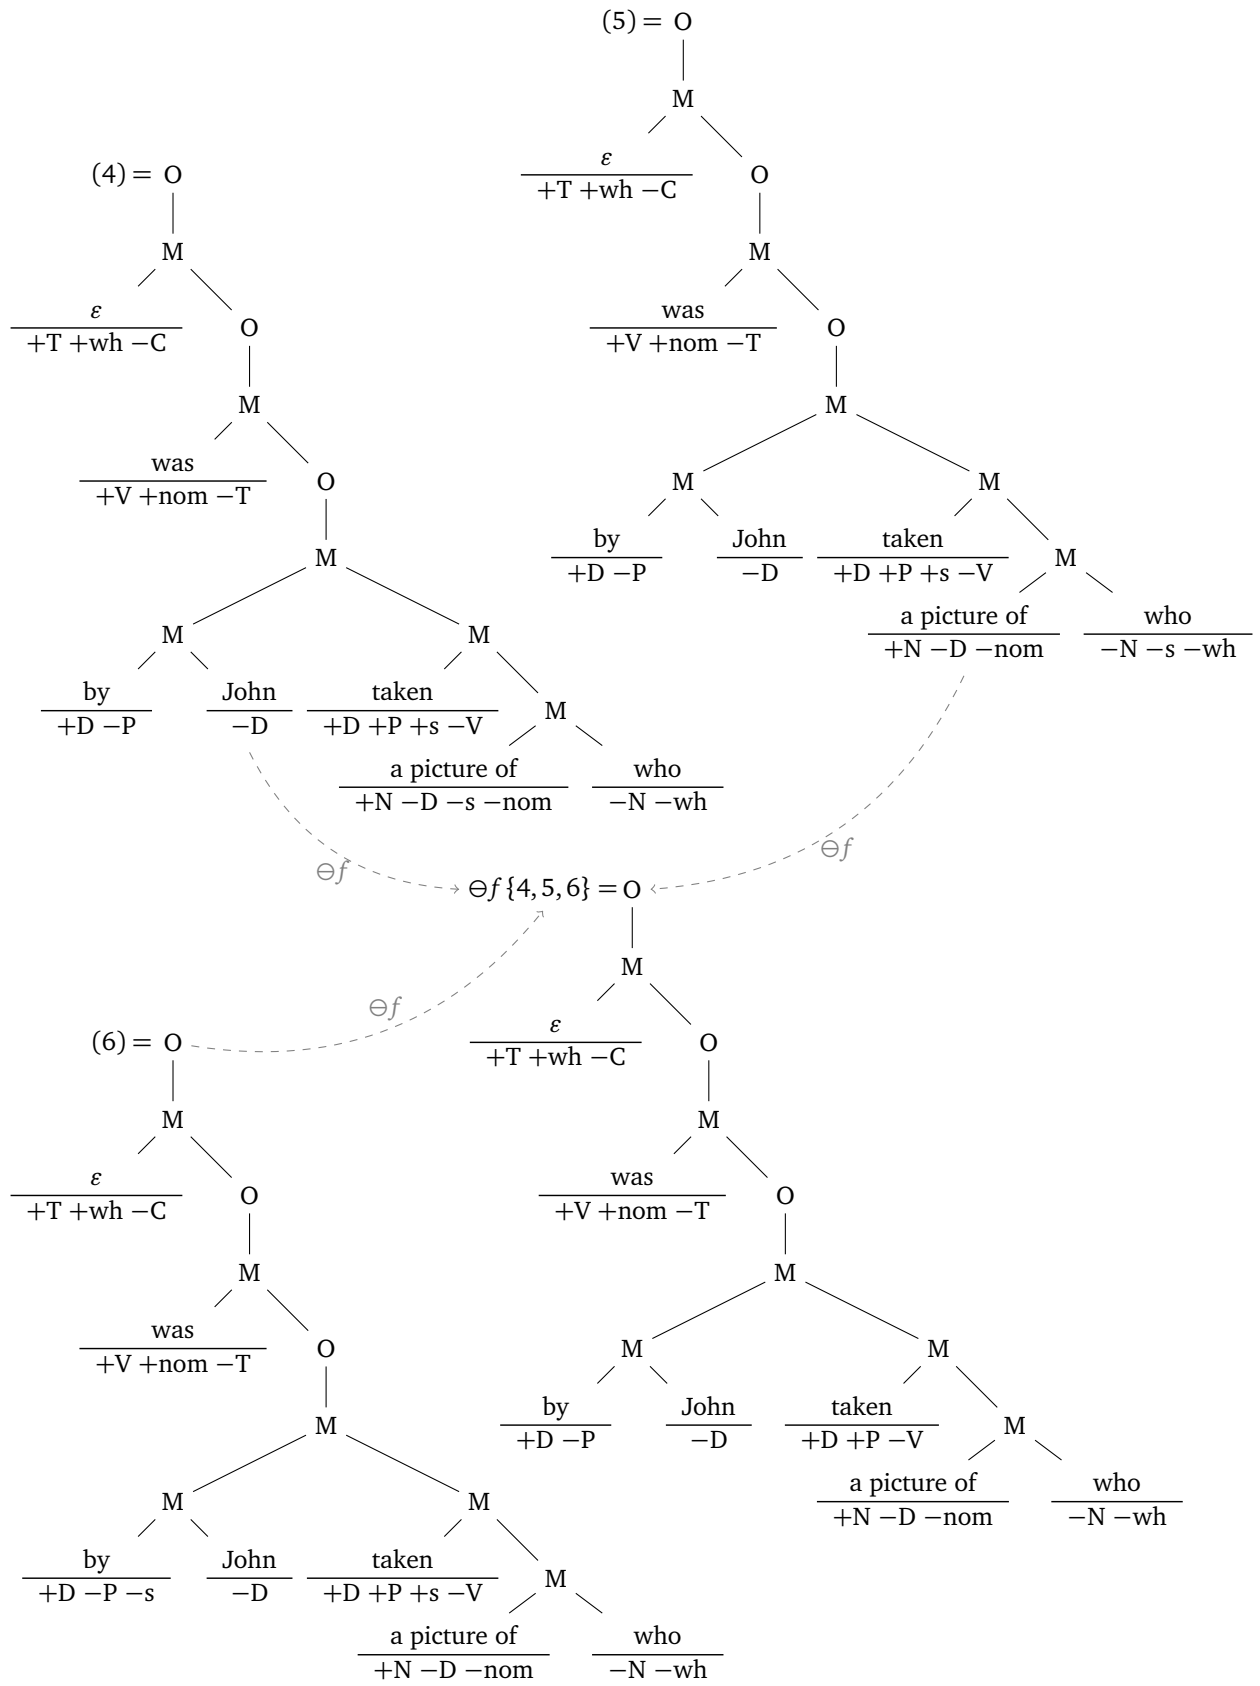 (5) = O
M
ε
+T +wh −C
O
M
was
+V +nom −T
O
M
M
M
by
+D −P
John
−D
taken
+D +P +s −V
M
a picture of
+N −D −nom
who
−N −s −wh
(4) = O
M
ε
+T +wh −C
O
M
was
+V +nom −T
O
M
M
M
by
+D −P
John
−D
taken
+D +P +s −V
M
a picture of
+N −D −s −nom
who
−N −wh
⊖f
⊖f
⊖f {4, 5, 6} = O
M
ε
+T +wh −C
O
M
was
+V +nom −T
O
M
M
M
by
+D −P
John
−D
taken
+D +P −V
M
a picture of
+N −D −nom
who
−N −wh
⊖f
(6) = O
M
ε
+T +wh −C
O
M
was
+V +nom −T
O
M
M
M
by
+D −P −s
John
−D
taken
+D +P +s −V
M
a picture of
+N −D −nom
who
−N −wh